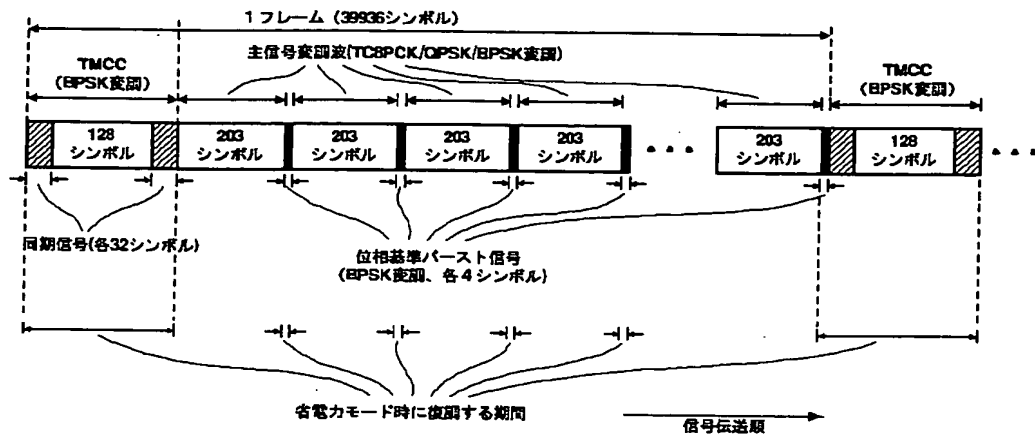 1フレーム(39936シンボル)
主信号変調波(TC8PCK/QPSK/BPSK変調)
TMCC
(BPSK変調)
TMCC
(BPSK変調)
128
シンボル
203
シンボル
203
シンボル
203
シンボル
203
シンボル
• • •
203
シンボル
128
シンボル
• • •
同期信号(各32シンボル)
位相基準バースト信号
(BPSK変調、各4シンボル)
省電力モード時に復調する期間
信号伝送順